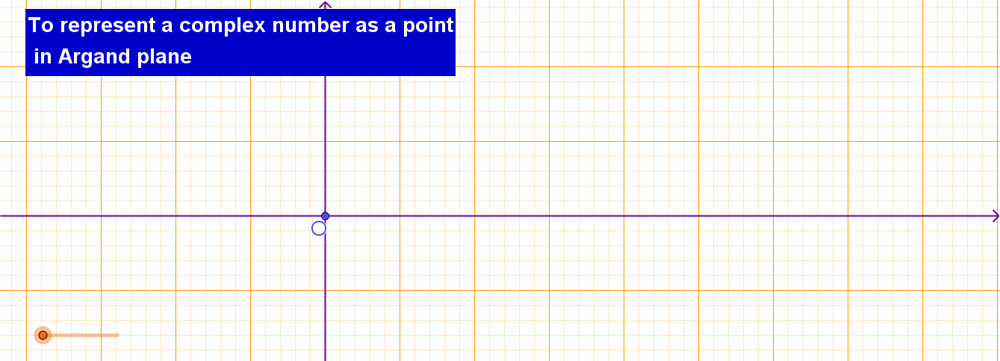 To represent a complex number as a point
in Argand plane
O